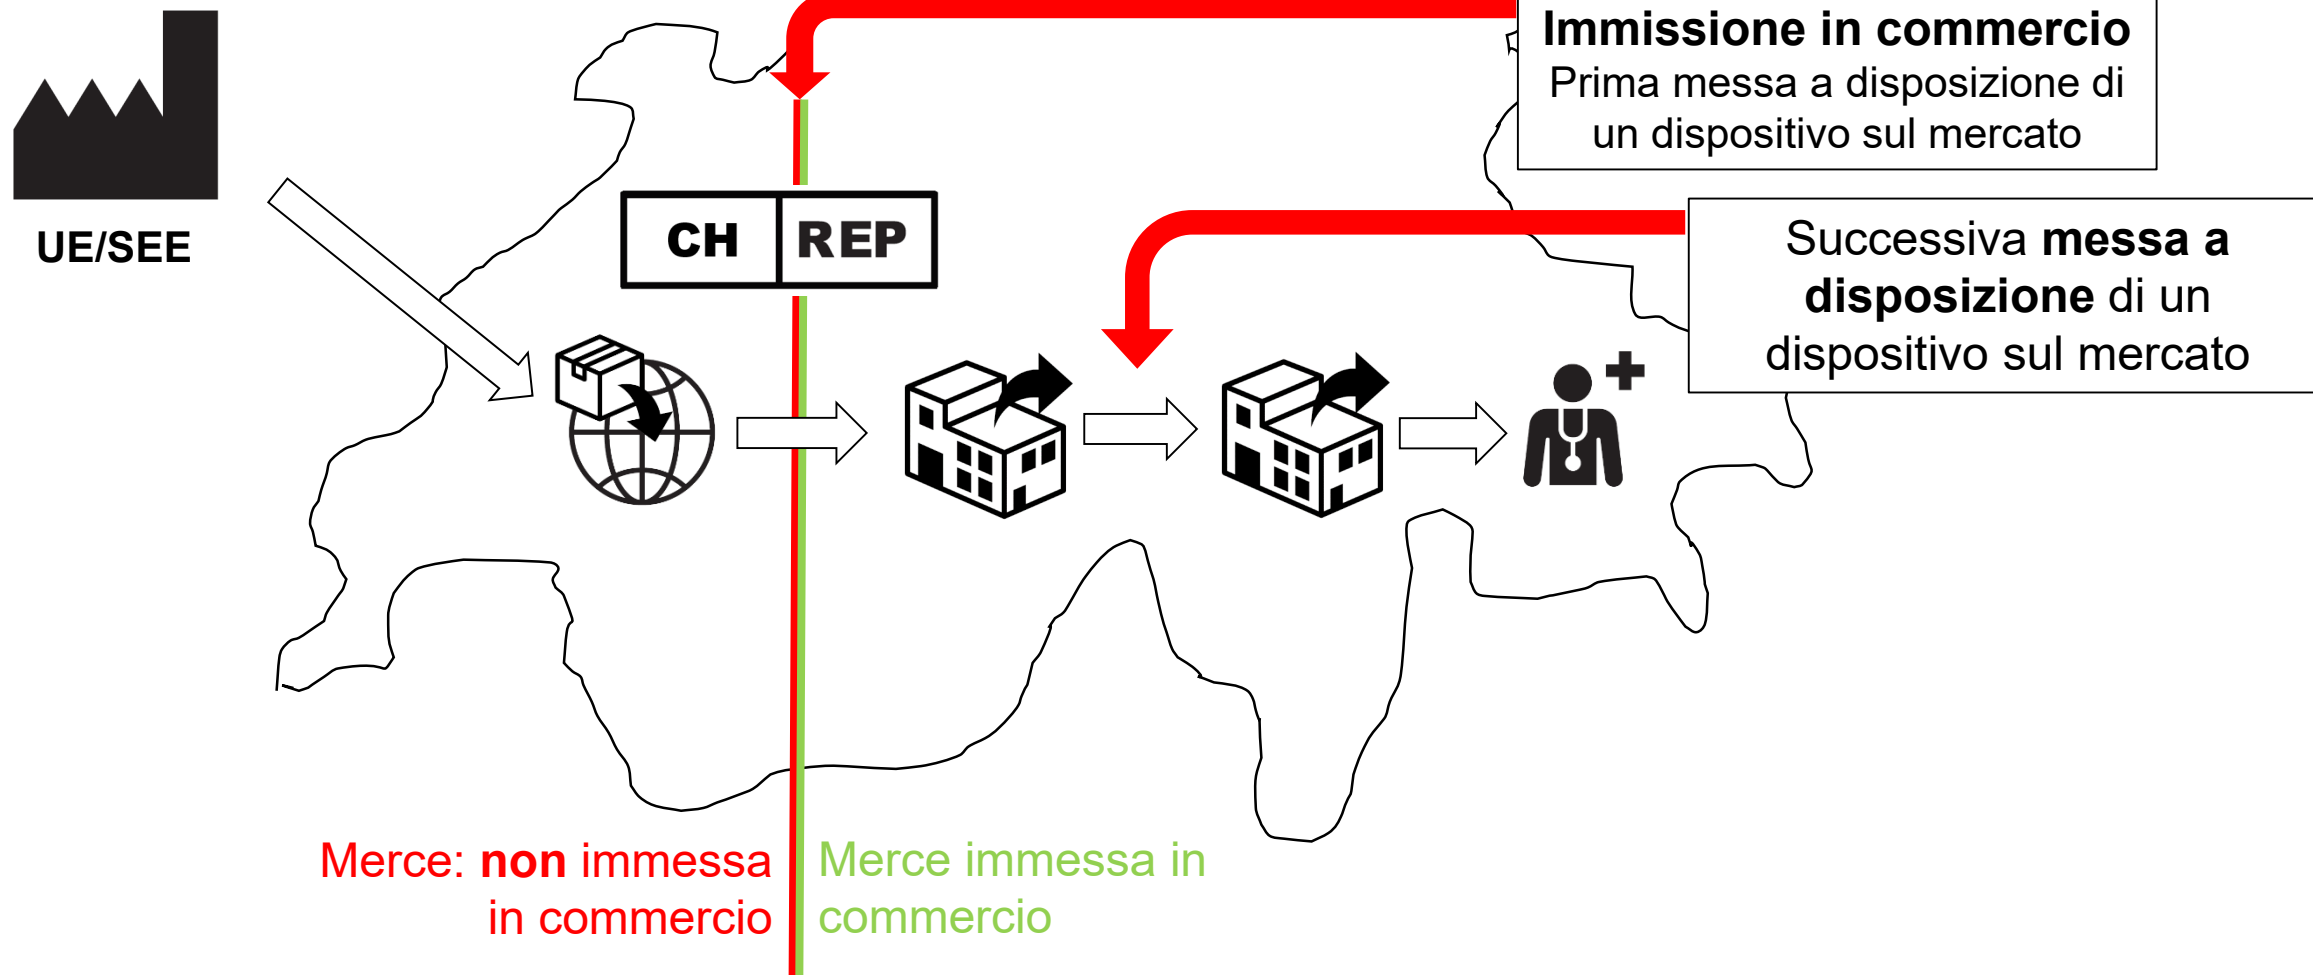 Immissione in commercio
Prima messa a disposizione di
un dispositivo sul mercato
UE/SEE
CH REP
Successiva messa a
disposizione di un
dispositivo sul mercato
Merce: non immessa
in commercio
Merce immessa in
commercio